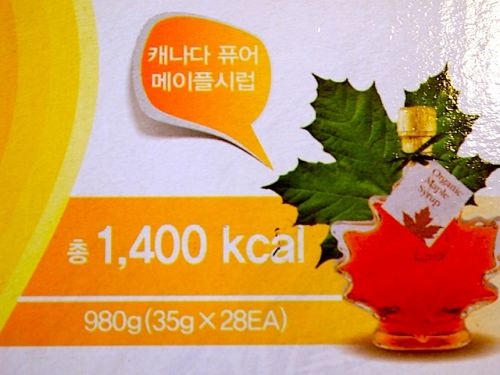 캐나다 퓨어
메이플시럽
Organic
Maple
Syrup
총 1,400 kcal
980g(35g×28EA)